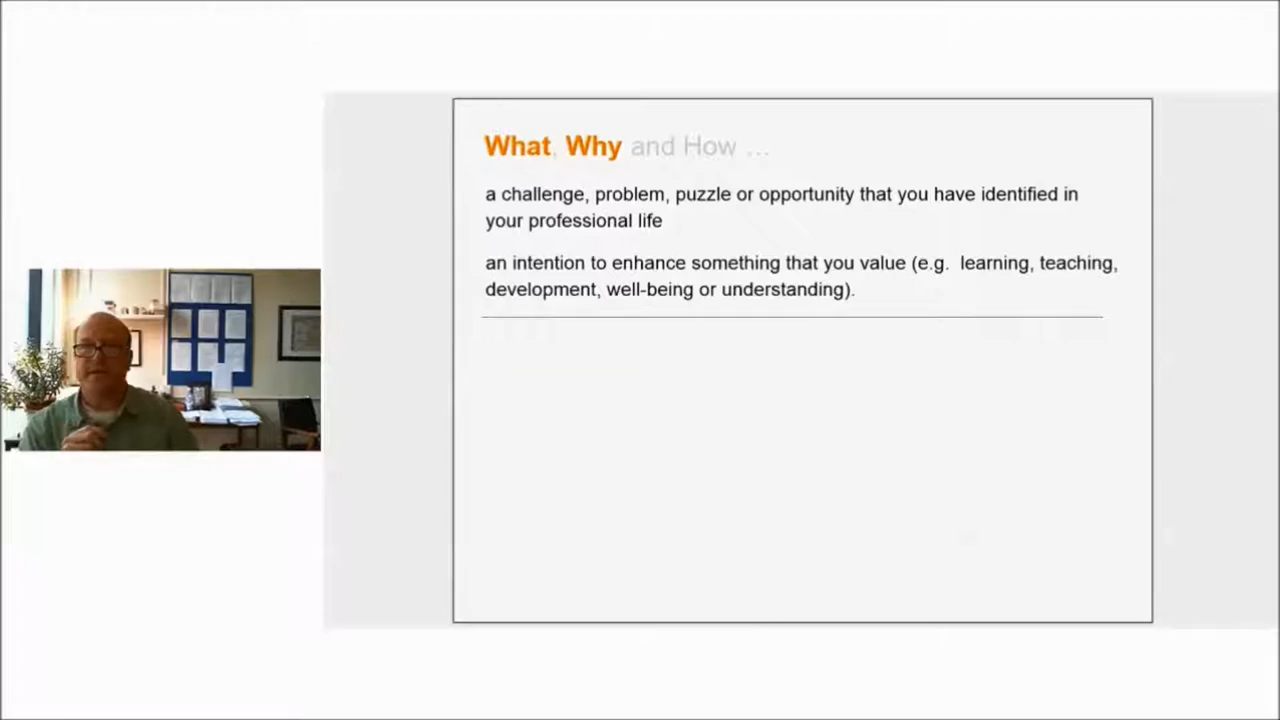 What, Why and How ...
a challenge, problem, puzzle or opportunity that you have identified in
your professional life
an intention to enhance something that you value (e.g. learning, teaching,
development, well-being or understanding).